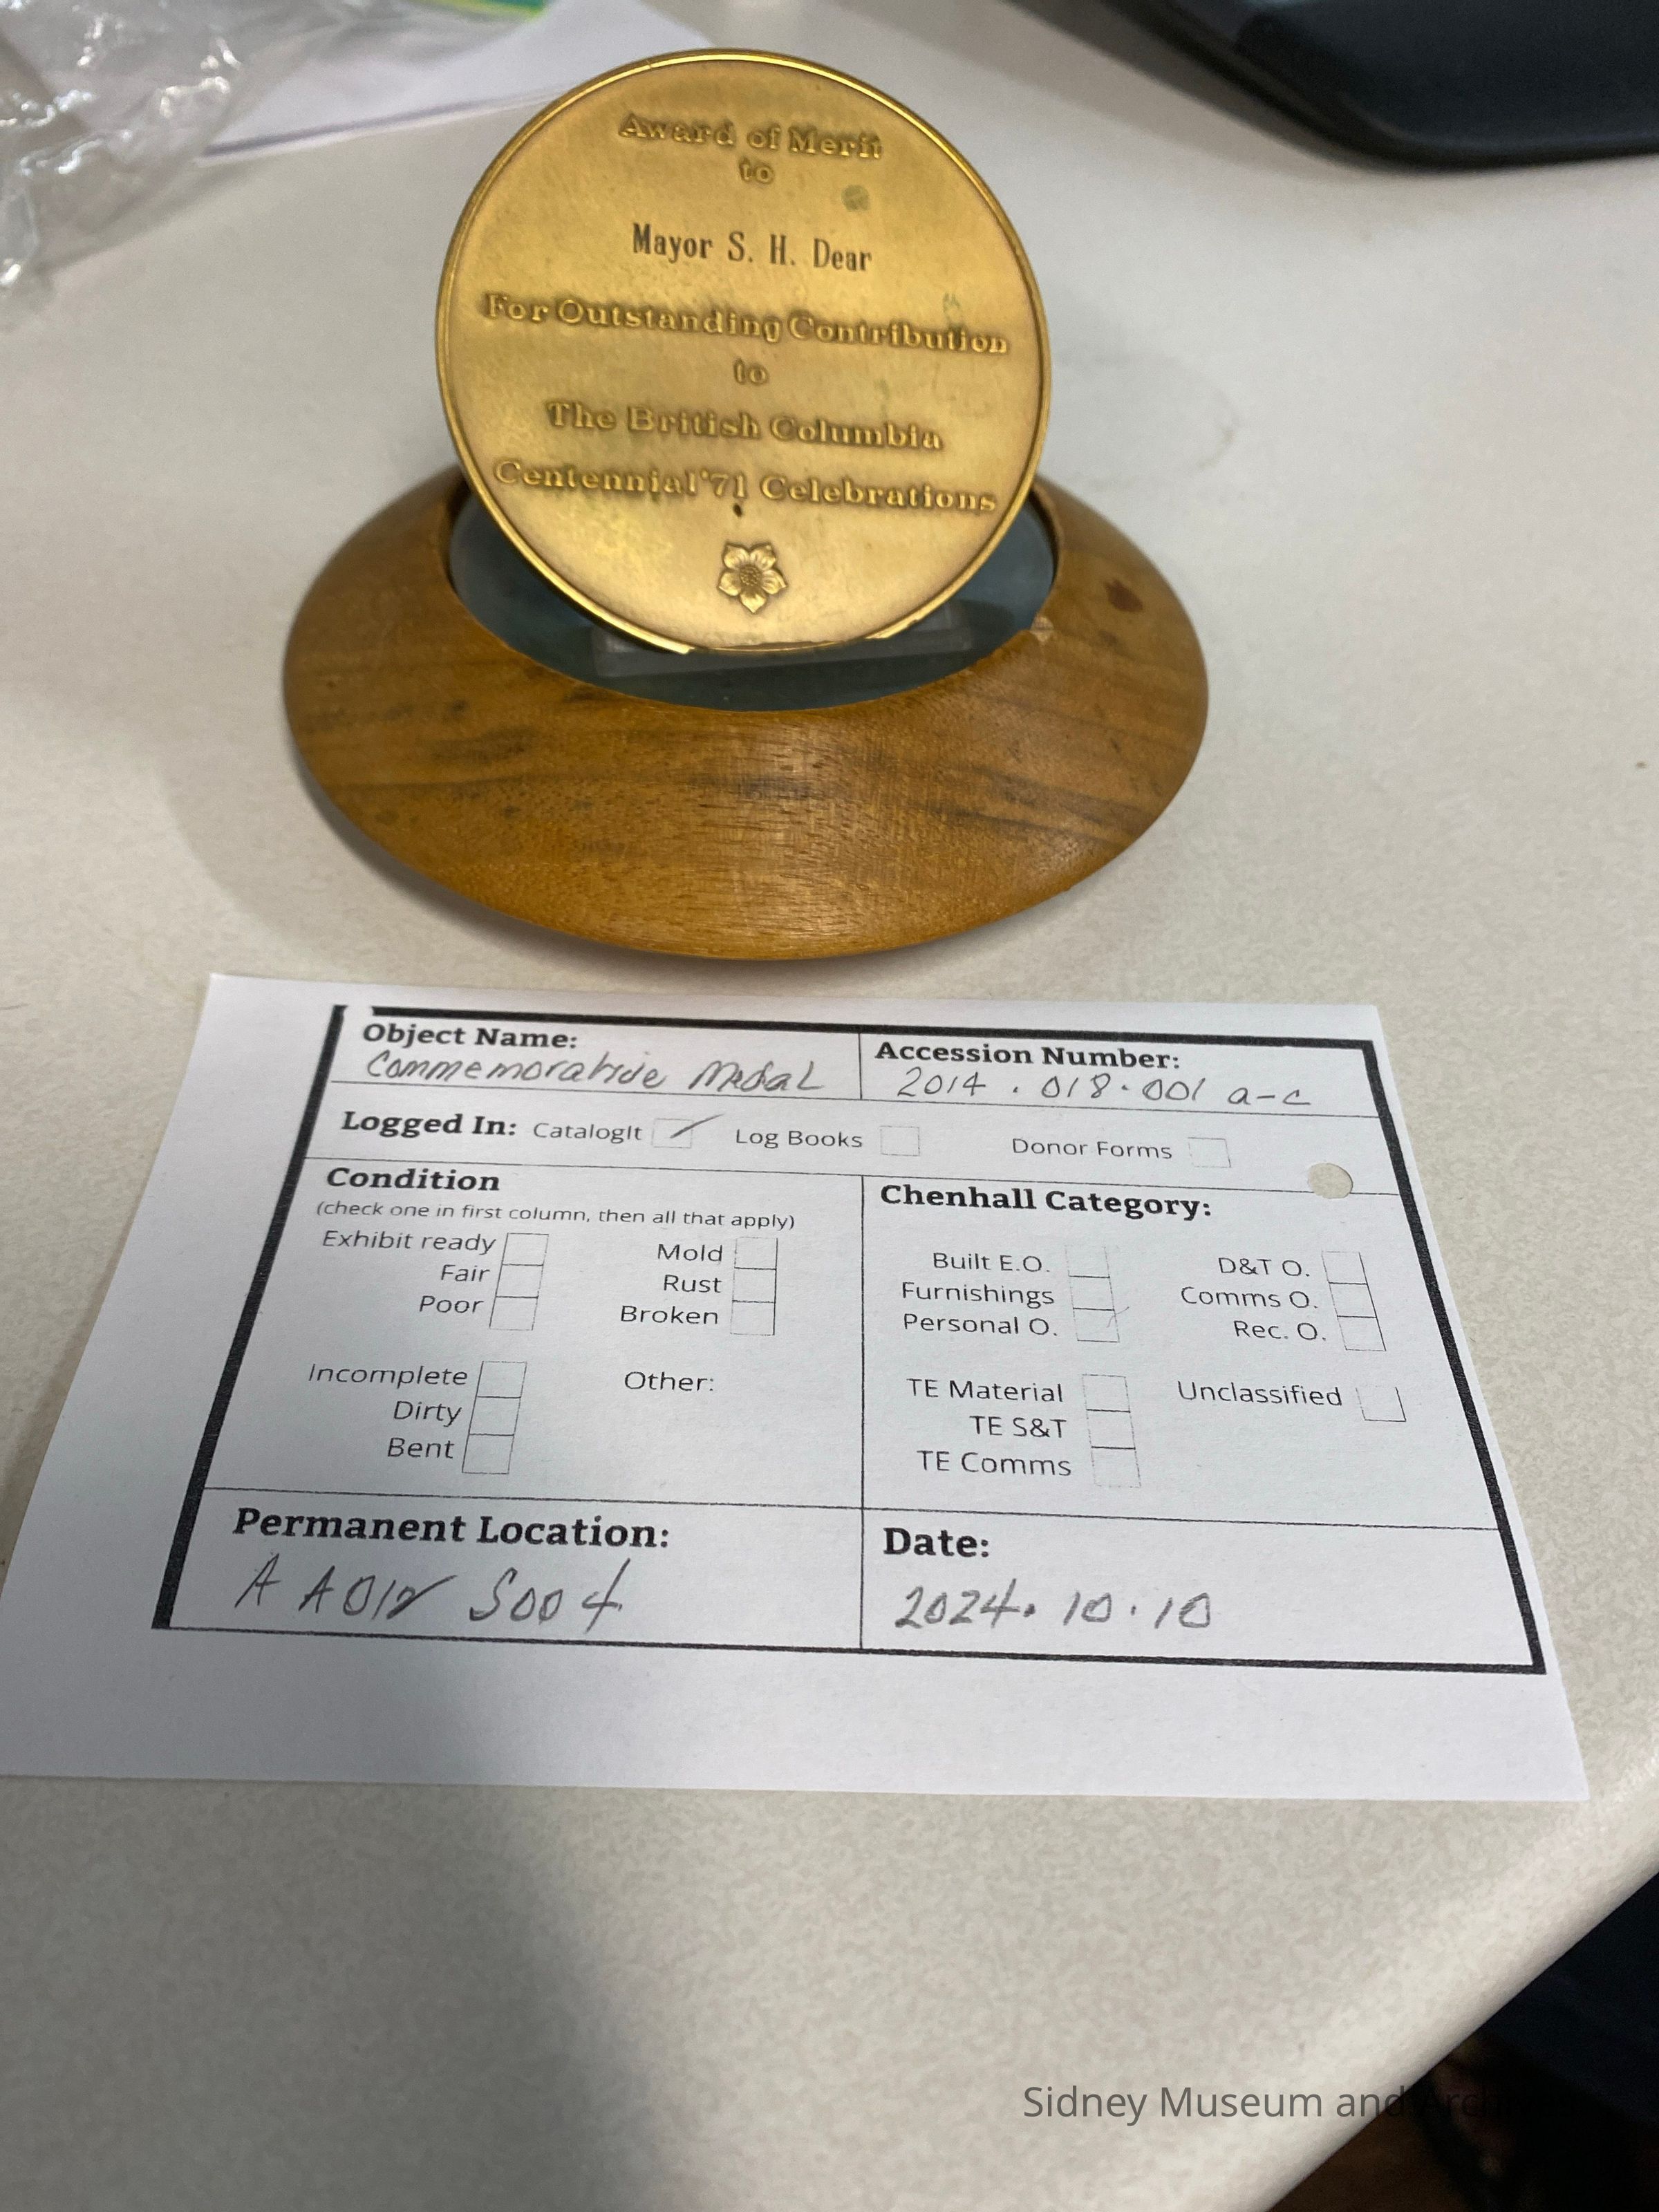 Award of Merit
to
Mayor S. H. Dear
For Outstanding Contribution
to
The British Columbia
Centennial '71 Celebrations
Object Name:
Commemorative Medal
Accession Number:
2014.018.001 a-c
Logged In: CatalogIt Log Books Donor Forms
Condition
(check one in first column, then all that apply)
Exhibit ready Mold
Fair Rust
Poor Broken
Incomplete Other:
Dirty
Bent
Chenhall Category:
Built E.O. D&T O.
Furnishings Comms O.
Personal O. Rec. O.
TE Material Unclassified
TE S&T
TE Comms
Permanent Location:
A S004
Date:
2024.10.10
Sidney Museum and